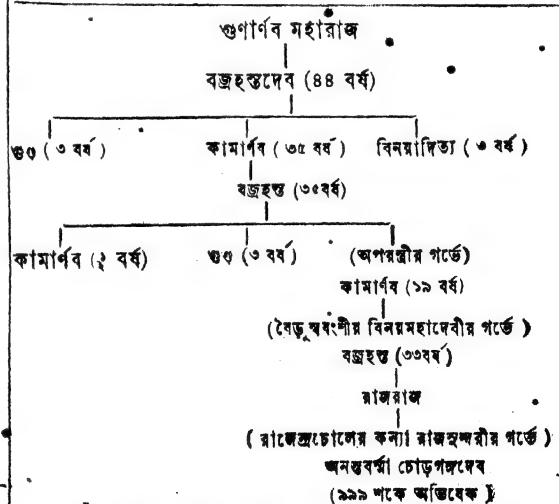 গুণার্ণব মহারাজ
বজ্রহস্তদেব (৪৪ বর্ষ)
গুণ্ড (৩ বর্ষ) কামার্ণব (৩৫ বর্ষ) বিনয়াদিত্য (৩ বর্ষ)
বজ্রহস্ত (৩৫বর্ষ)
কামার্ণব (২ বর্ষ) গুণ্ড (৩ বর্ষ) (অপরস্ত্রীর গর্ভে)
কামার্ণব (১৯ বর্ষ)
(বৈডুম্ববংশীয় বিনয়মহাদেবীর গর্ভে)
বজ্রহস্ত (৩৩বর্ষ)
রাজরাজ
(রাজেন্দ্রচোলের কন্যা রাজসুন্দরীর গর্ভে)
অনন্তবর্ম্মা চোড়গঙ্গদেব
(৯৯৯ শকে অভিষেক)